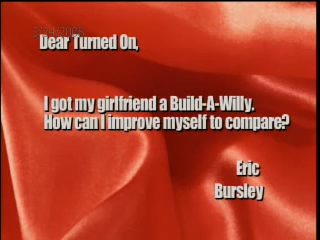 Dear Turned On,
I got my girlfriend a Build-A-Willy.
How can I improve myself to compare?
Eric
Bursley